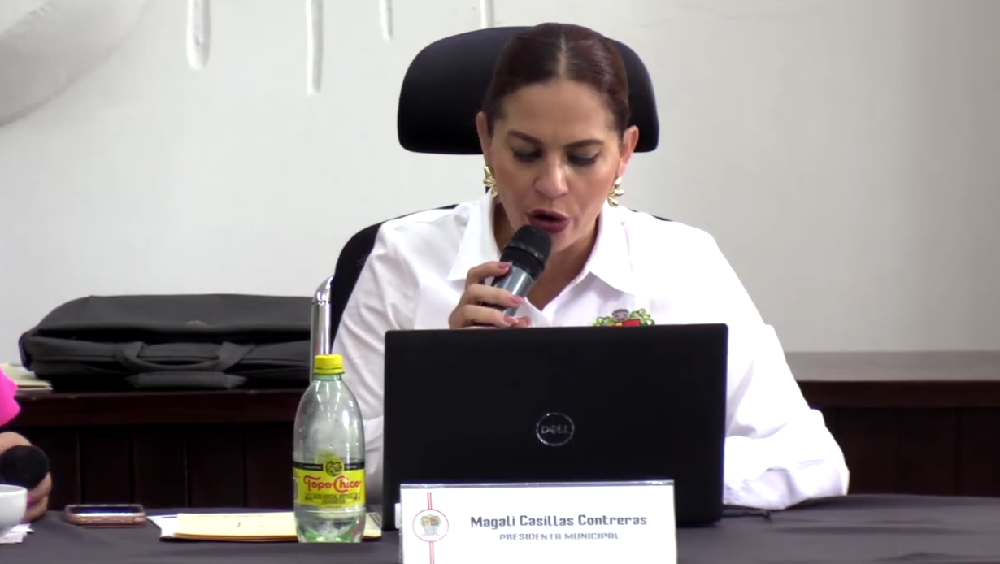 DELL
Topo Chico
Magali Casillas Contreras
PRESIDENTA MUNICIPAL